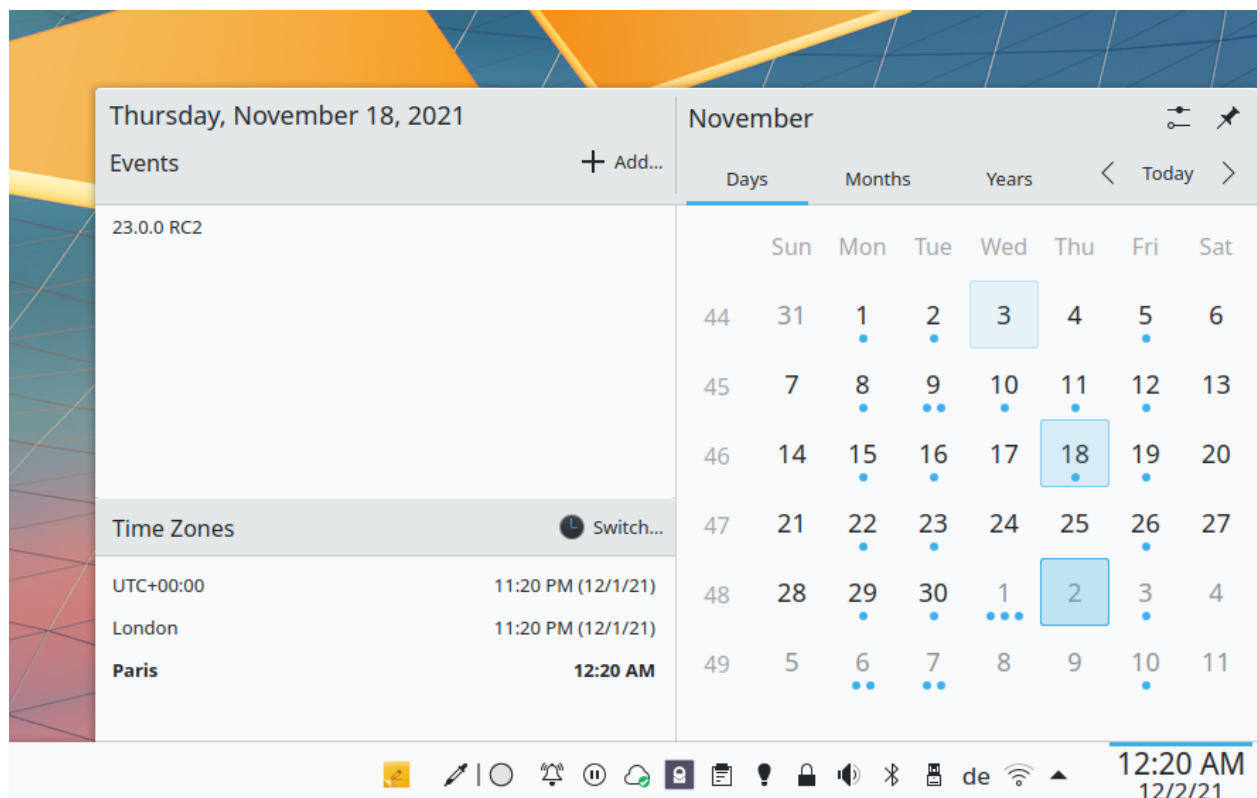 Thursday, November 18, 2021
Events
Add...
23.0.0 RC2
Time Zones
Switch...
UTC+00:00 11:20 PM (12/1/21)
London 11:20 PM (12/1/21)
Paris 12:20 AM
November
Days Months Years Today
Sun Mon Tue Wed Thu Fri Sat
44 31 1 2 3 4 5 6
45 7 8 9 10 11 12 13
46 14 15 16 17 18 19 20
47 21 22 23 24 25 26 27
48 28 29 30 1 2 3 4
49 5 6 7 8 9 10 11
de
12:20 AM
12/2/21